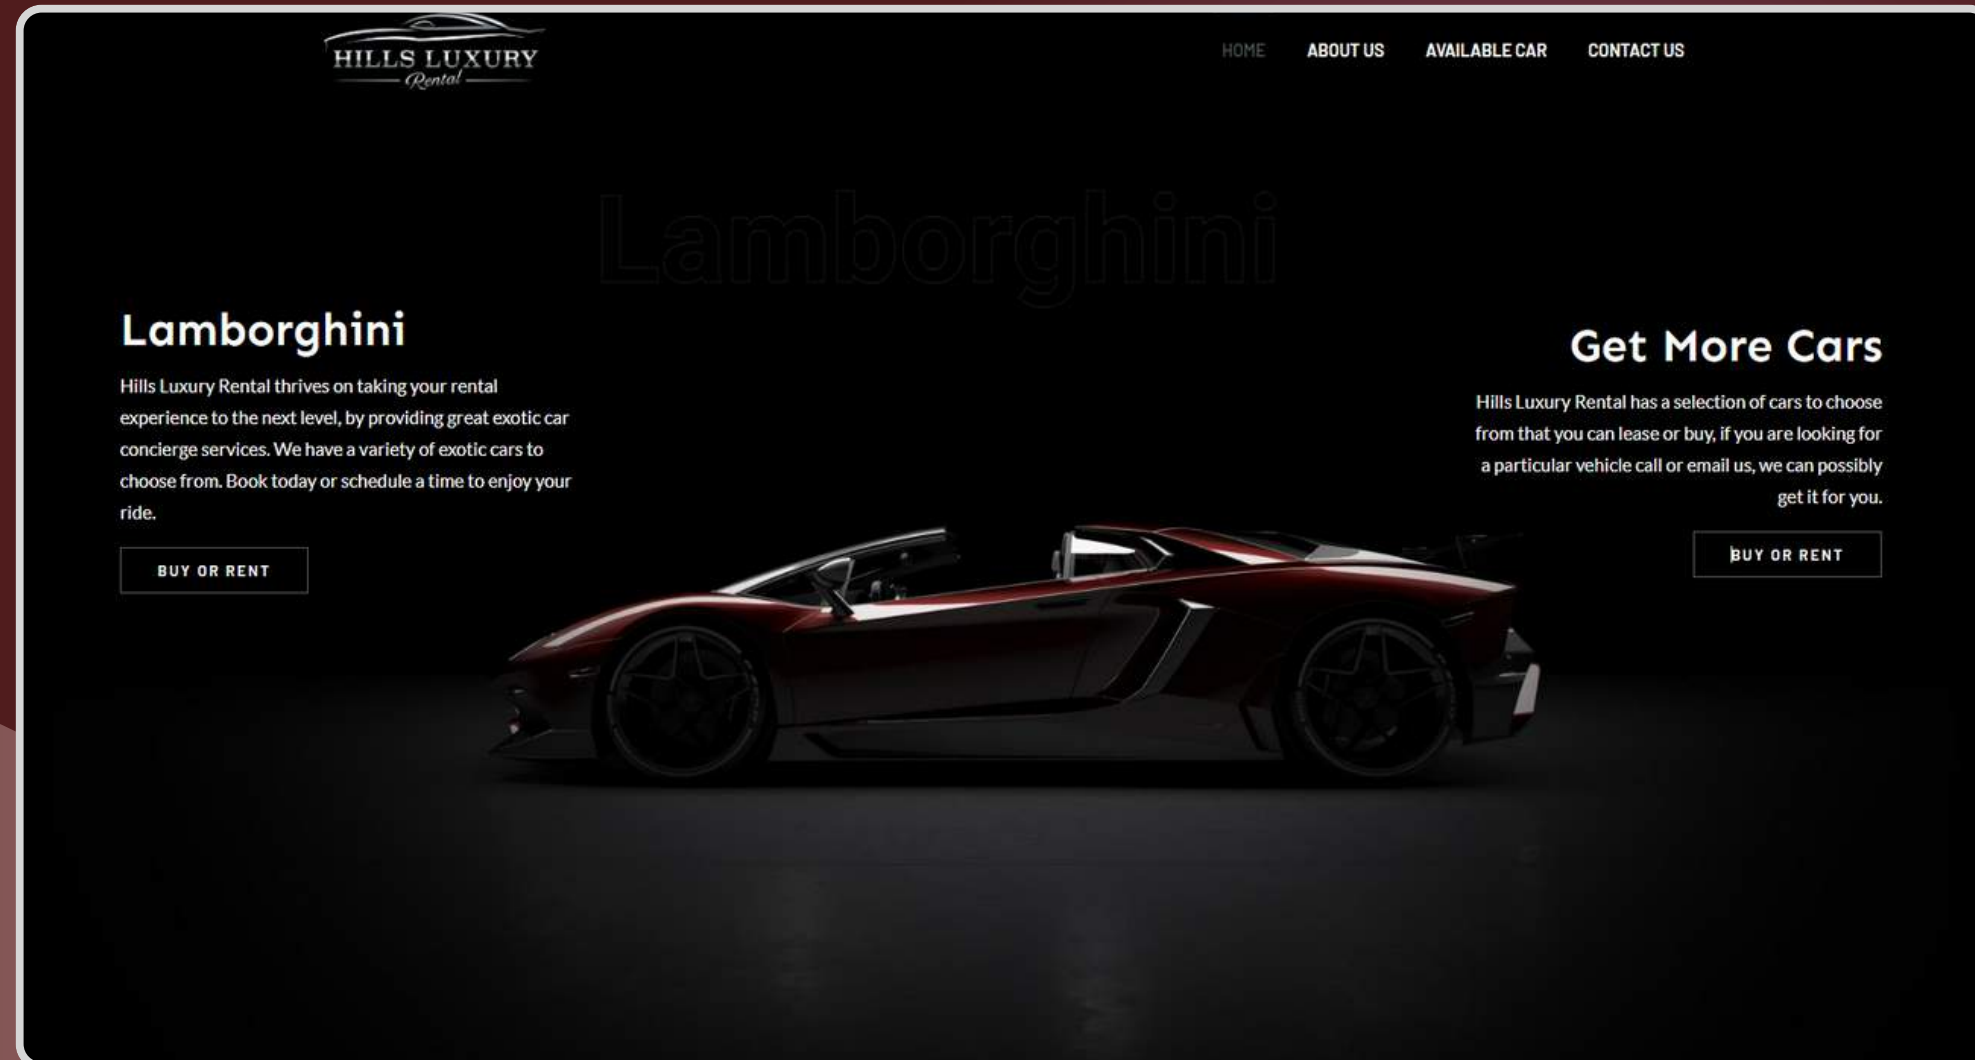 HILLS LUXURY
Rental
HOME
ABOUT US
AVAILABLE CAR
CONTACT US
Lamborghini
Lamborghini
Hills Luxury Rental thrives on taking your rental
experience to the next level, by providing great exotic car
concierge services. We have a variety of exotic cars to
choose from. Book today or schedule a time to enjoy your
ride.
BUY OR RENT
Get More Cars
Hills Luxury Rental has a selection of cars to choose
from that you can lease or buy, if you are looking for
a particular vehicle call or email us, we can possibly
get it for you.
BUY OR RENT